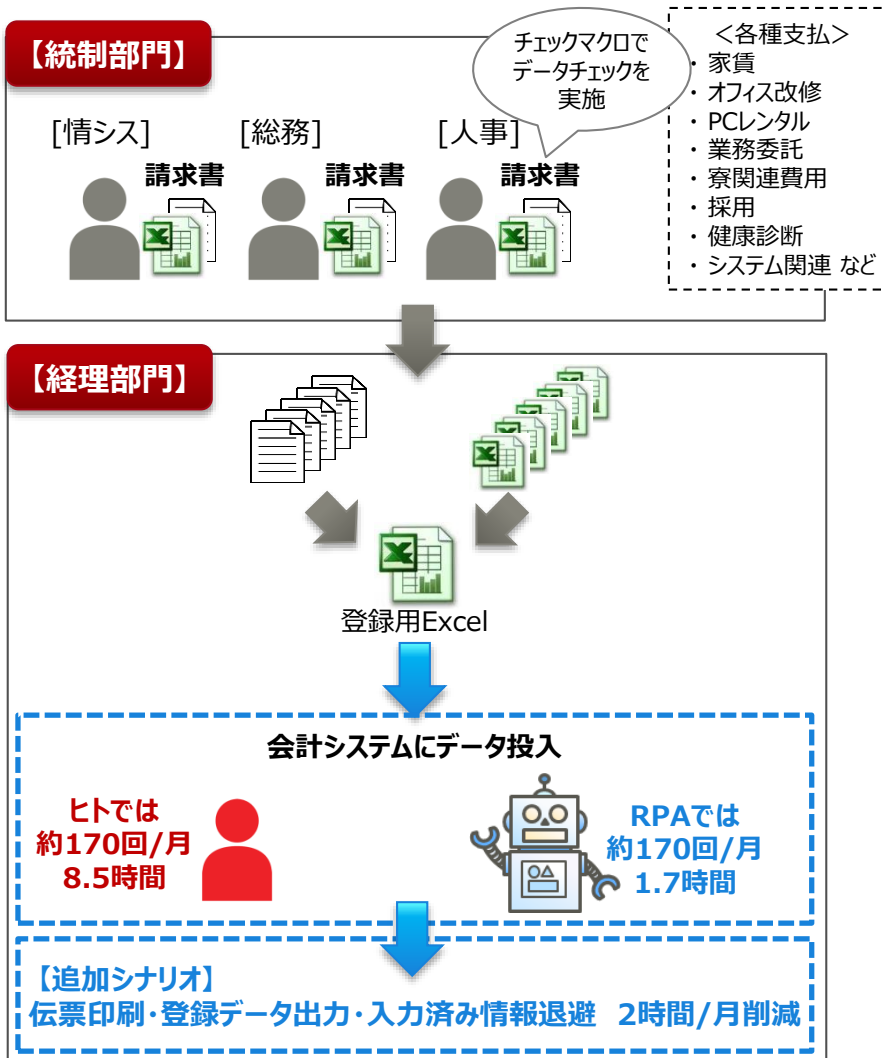 【統制部門】
チェックマクロで
データチェックを
実施
＜各種支払＞
・ 家賃
・ オフィス改修
・ PCレンタル
・ 業務委託
・ 寮関連費用
・ 採用
・ 健康診断
・ システム関連 など
[情シス]
請求書
[総務]
請求書
[人事]
請求書
【経理部門】
登録用Excel
会計システムにデータ投入
ヒトでは
約170回/月
8.5時間
RPAでは
約170回/月
1.7時間
【追加シナリオ】
伝票印刷・登録データ出力・入力済み情報退避 2時間/月削減